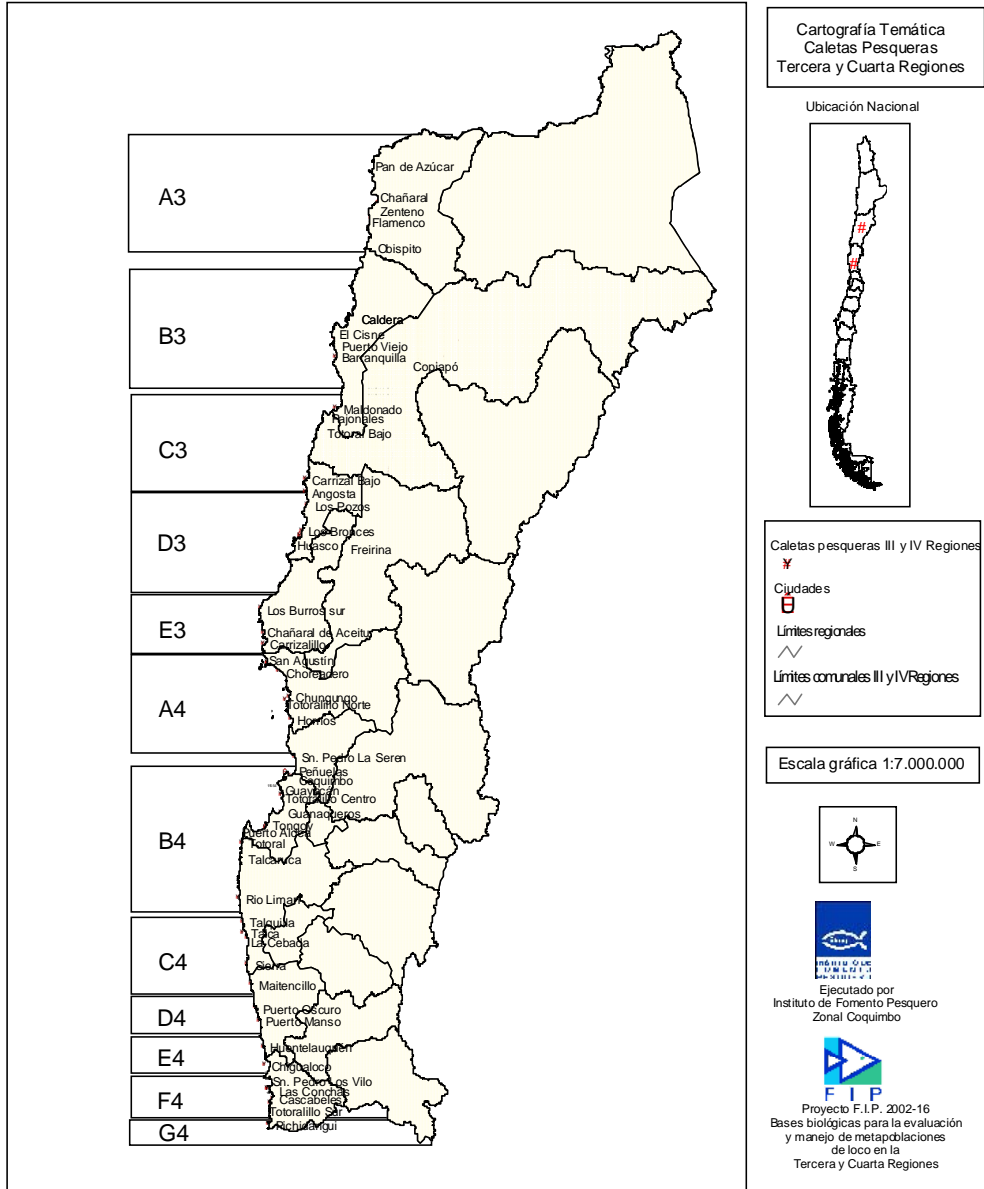 Cartografía Temática
Caletas Pesqueras
Tercera y Cuarta Regiones
Ubicación Nacional
#
#
A3
Pan de Azúcar
Chañaral
Zenteno
Flamenco
Obispito
B3
Caldera
El Cisne
Puerto Viejo
Barranquilla
Copiapó
C3
Maldonado
Pajonales
Totoral Bajo
Carrizal Bajo
D3
Angosta
Los Pozos
Los Bronces
Huasco
Freirina
E3
Los Burros sur
Chañaral de Aceitu
Carrizalillo
A4
San Agustín
Choreadero
Chungungo
Totoralillo Norte
Hornos
Sn. Pedro La Seren
B4
Peñuelas
Coquimbo
Guayacán
Totoralillo Centro
Guanaqueros
Tongoy
Puerto Aldea
Totoral
Talcaruca
Rio Limari
C4
Talquilla
Talca
La Cebada
Sierra
Maitencillo
D4
Puerto Oscuro
Puerto Manso
E4
Huentelauquen
Chigualoco
F4
Sn. Pedro Los Vilo
Las Conchas
Cascabeles
Totoralillo Sur
G4
Pichidangui
Caletas pesqueras III y IV Regiones
Ciudades
Límites regionales
Límites comunales III y IV Regiones
Escala gráfica 1:7.000.000
N
W E
S
INSTITUTO DE
FOMENTO
PESQUERO
Ejecutado por
Instituto de Fomento Pesquero
Zonal Coquimbo
F I P
Proyecto F.I.P. 2002-16
Bases biológicas para la evaluación
y manejo de metapoblaciones
de loco en la
Tercera y Cuarta Regiones